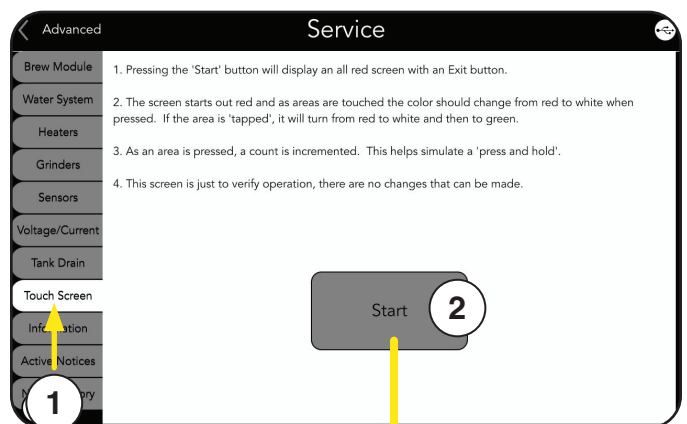 Advanced
Service
Brew Module
Water System
Heaters
Grinders
Sensors
Voltage/Current
Tank Drain
Touch Screen
Active Notices
1. Pressing the 'Start' button will display an all red screen with an Exit button.
2. The screen starts out red and as areas are touched the color should change from red to white when
pressed. If the area is 'tapped', it will turn from red to white and then to green.
3. As an area is pressed, a count is incremented. This helps simulate a 'press and hold'.
4. This screen is just to verify operation, there are no changes that can be made.
Start
2
1